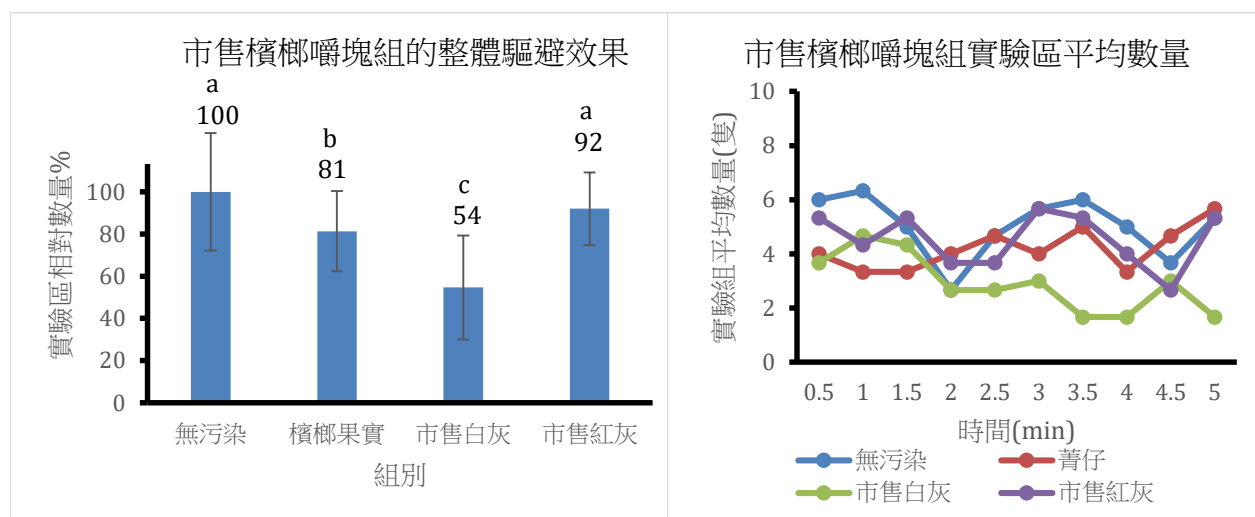 市售檳榔嚼塊組的整體驅避效果
a
100
b
81
c
54
a
92
實驗區相對數量%
100
80
60
40
20
0
無污染 檳榔果實 市售白灰 市售紅灰
組別
市售檳榔嚼塊組實驗區平均數量
實驗組平均數量(隻)
10
8
6
4
2
0
0.5 1 1.5 2 2.5 3 3.5 4 4.5 5
時間(min)
無污染 菁仔
市售白灰 市售紅灰